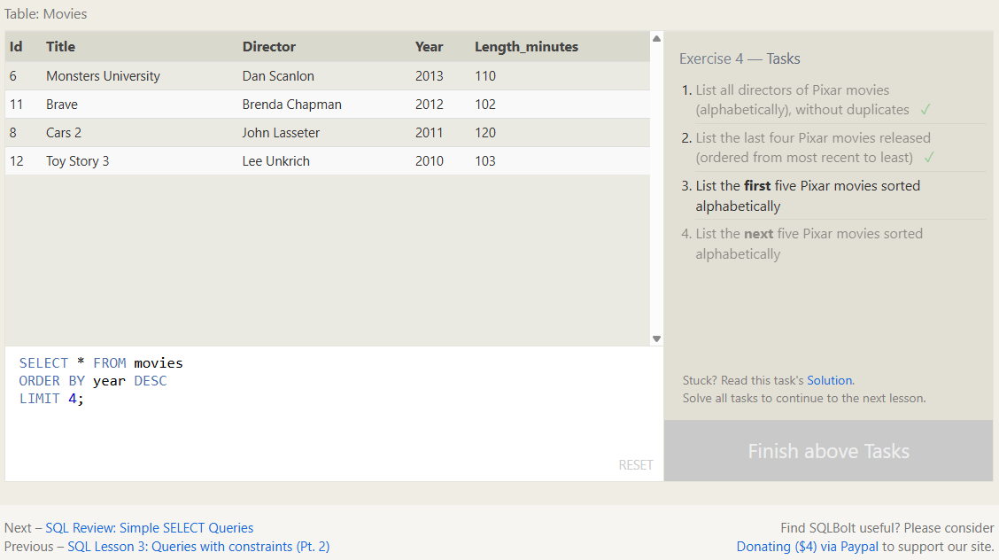 Table: Movies
Id Title Director Year Length_minutes
6 Monsters University Dan Scanlon 2013 110
11 Brave Brenda Chapman 2012 102
8 Cars 2 John Lasseter 2011 120
12 Toy Story 3 Lee Unkrich 2010 103
SELECT * FROM movies
ORDER BY year DESC
LIMIT 4;
RESET
Exercise 4 — Tasks
1. List all directors of Pixar movies
(alphabetically), without duplicates ✓
2. List the last four Pixar movies released
(ordered from most recent to least) ✓
3. List the first five Pixar movies sorted
alphabetically
4. List the next five Pixar movies sorted
alphabetically
Stuck? Read this task's Solution.
Solve all tasks to continue to the next lesson.
Finish above Tasks
Next – SQL Review: Simple SELECT Queries
Previous – SQL Lesson 3: Queries with constraints (Pt. 2)
Find SQLBolt useful? Please consider
Donating ($4) via Paypal to support our site.